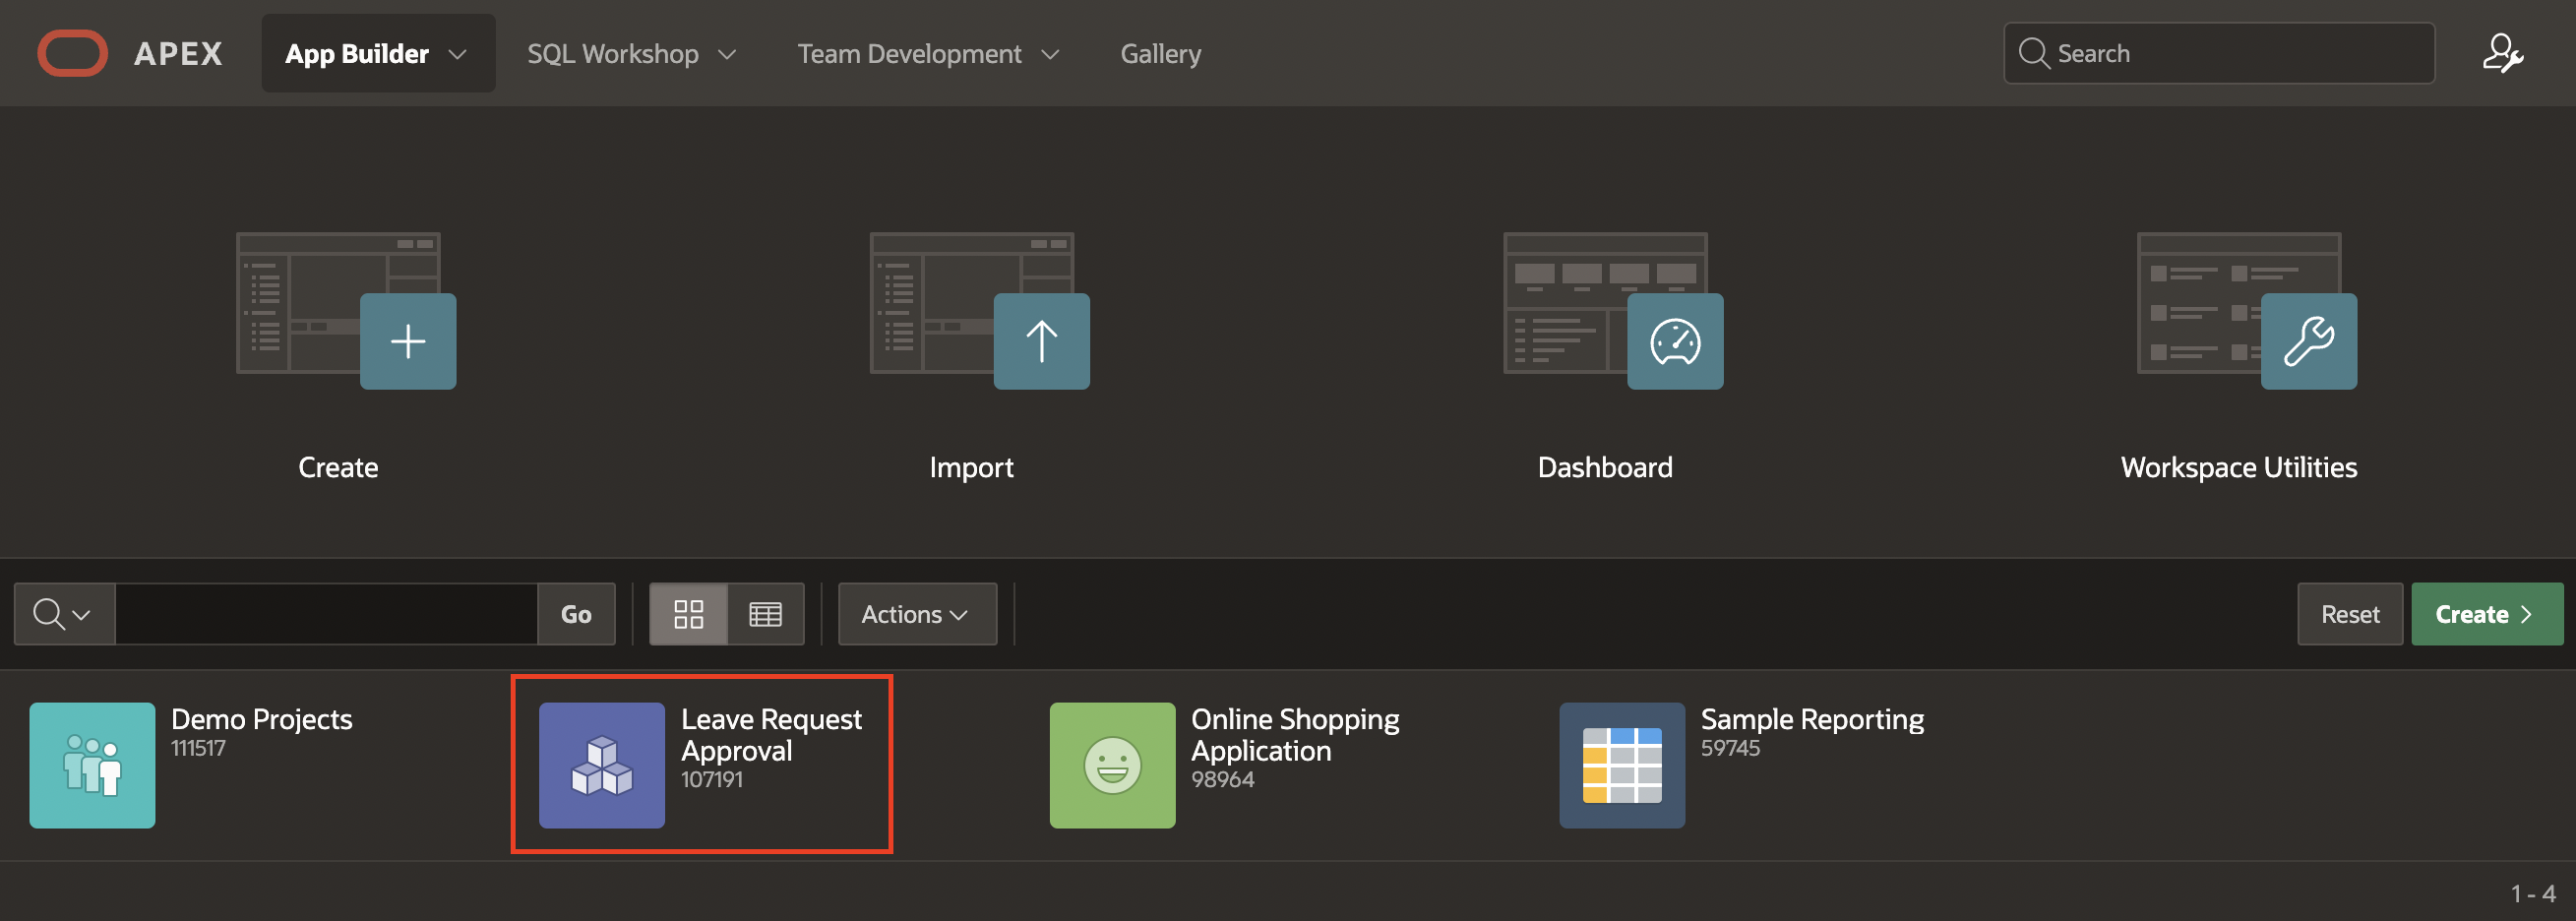 APEX
App Builder
SQL Workshop
Team Development
Gallery
Search
Create
Import
Dashboard
Workspace Utilities
Go
Actions
Reset
Create
Demo Projects
111517
Leave Request
Approval
107191
Online Shopping
Application
98964
Sample Reporting
59745
1 - 4